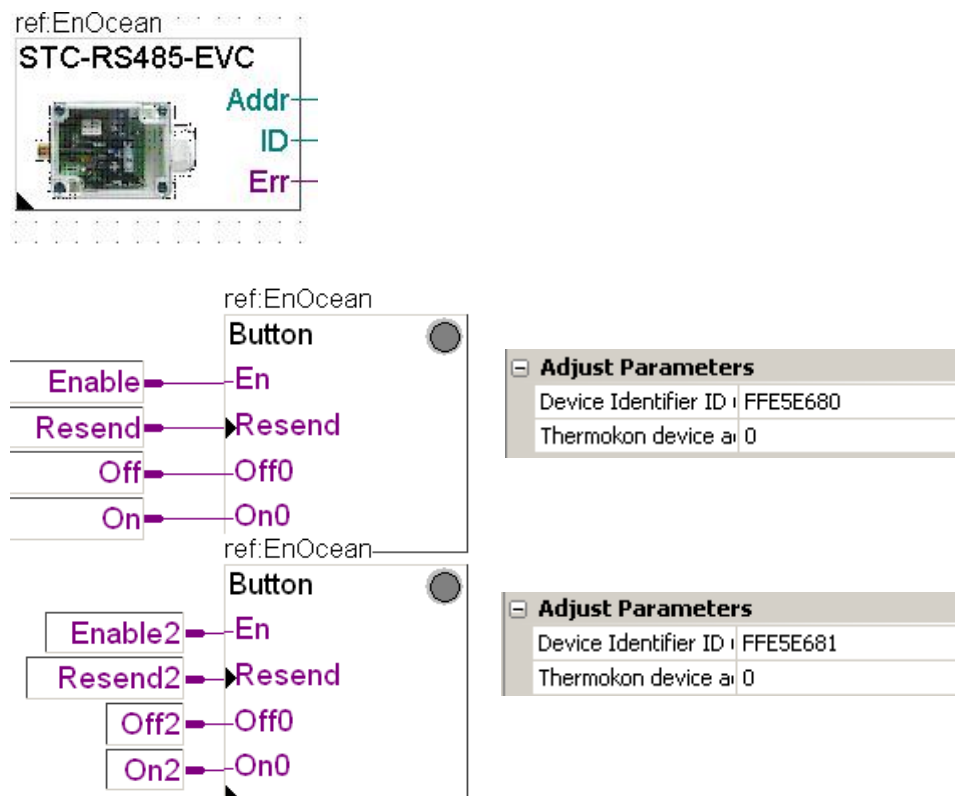 ref:EnOcean
STC-RS485-EVC
Addr
ID
Err
ref:EnOcean
Button
Enable En
Resend Resend
Off Off0
On On0
Adjust Parameters
Device Identifier ID FFE5E680
Thermokon device 0
ref:EnOcean
Button
Enable2 En
Resend2 Resend
Off2 Off0
On2 On0
Adjust Parameters
Device Identifier ID FFE5E681
Thermokon device 0